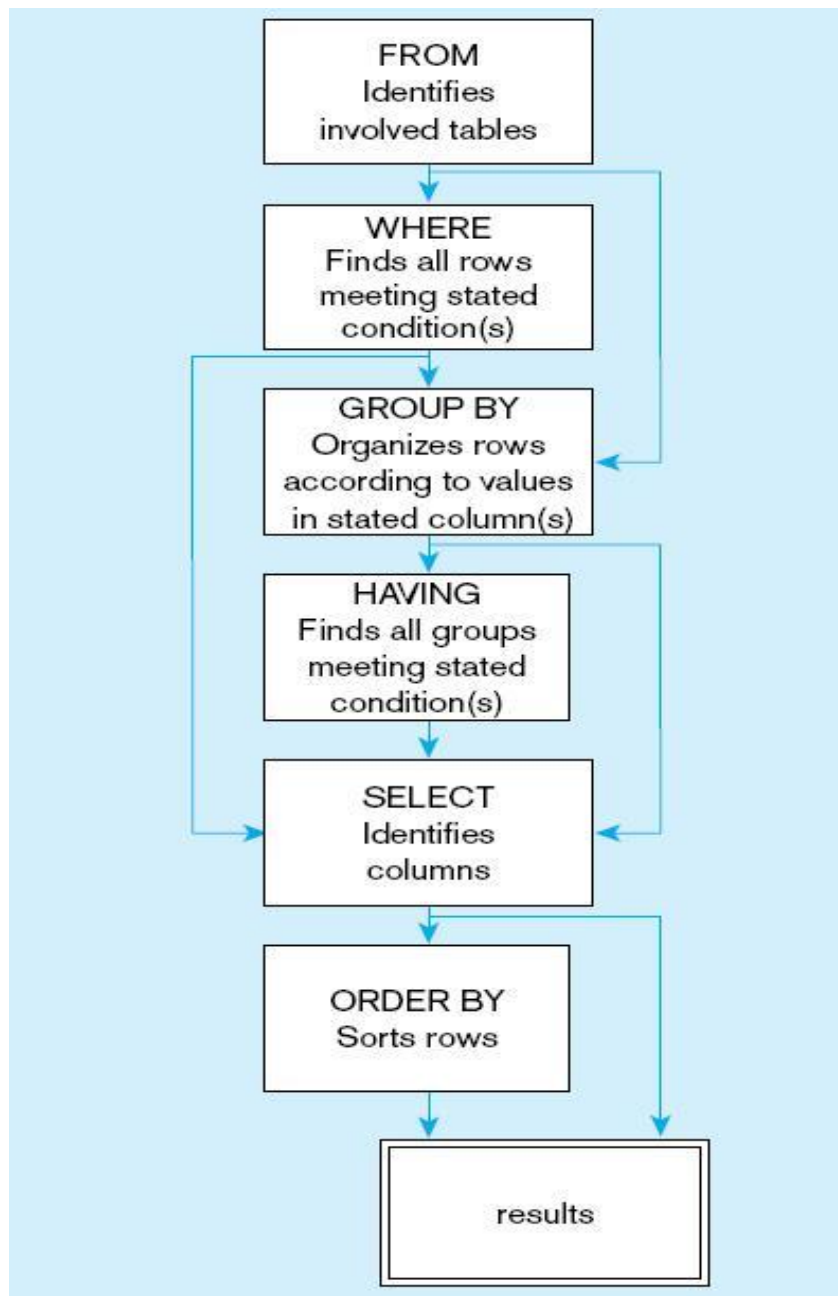 FROM
Identifies
involved tables
WHERE
Finds all rows
meeting stated
condition(s)
GROUP BY
Organizes rows
according to values
in stated column(s)
HAVING
Finds all groups
meeting stated
condition(s)
SELECT
Identifies
columns
ORDER BY
Sorts rows
results